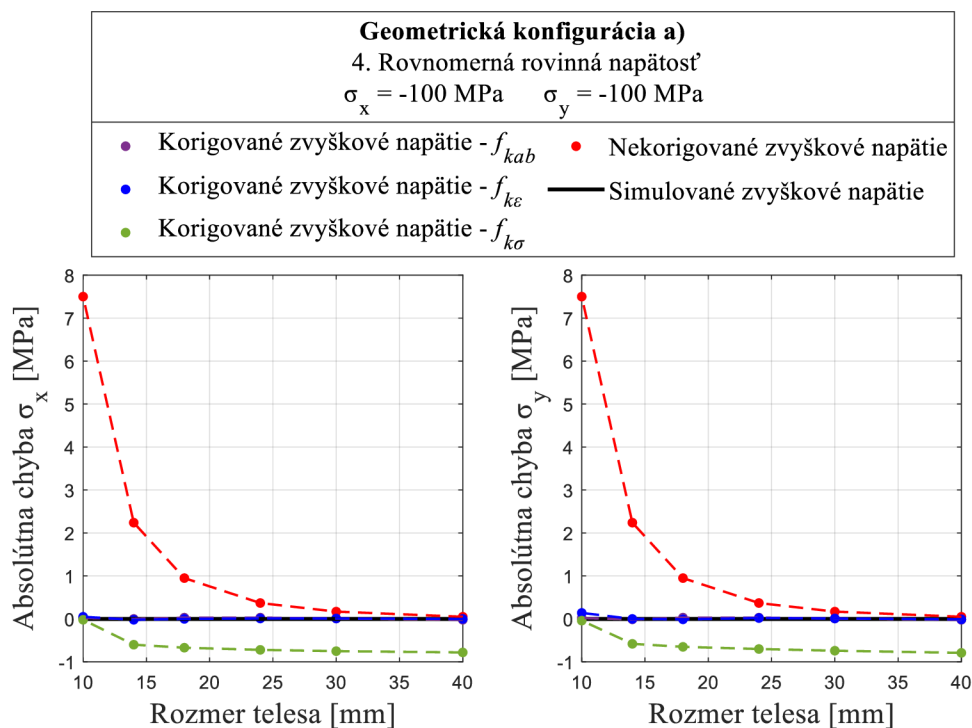 Geometrická konfigurácia a)
4. Rovnomerná rovinná napätosť
σx = -100 MPa σy = -100 MPa
Korigované zvyškové napätie - fkab
Nekorigované zvyškové napätie
Korigované zvyškové napätie - fkε
Simulované zvyškové napätie
Korigované zvyškové napätie - fkσ
Absolútna chyba σx [MPa]
8
7
6
5
4
3
2
1
0
-1
10 15 20 25 30 35 40
Rozmer telesa [mm]
Absolútna chyba σy [MPa]
8
7
6
5
4
3
2
1
0
-1
10 15 20 25 30 35 40
Rozmer telesa [mm]